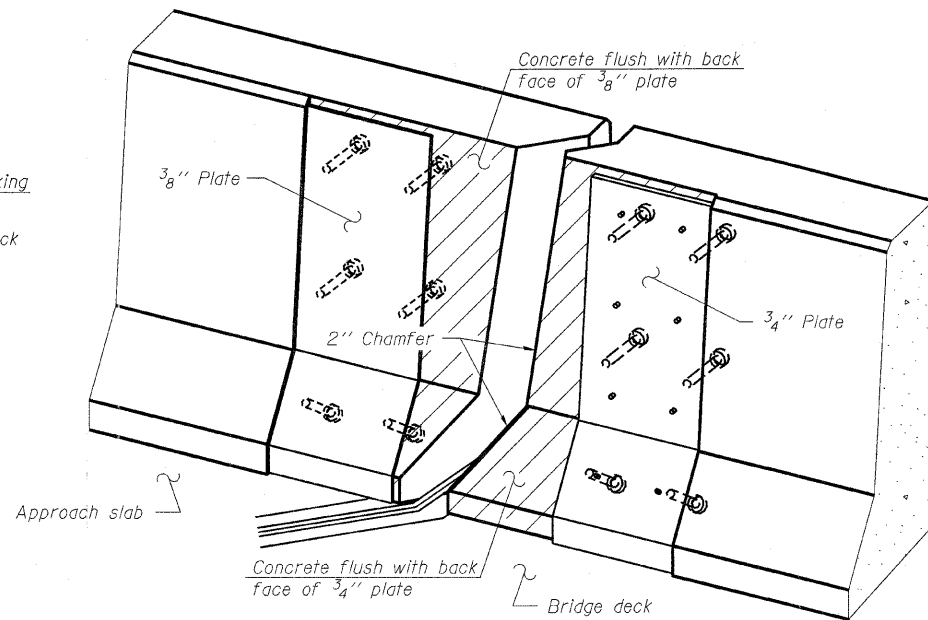 Concrete flush with back
face of 3/8" plate
3/8" Plate
2" Chamfer
3/4" Plate
Approach slab
Concrete flush with back
face of 3/4" plate
Bridge deck